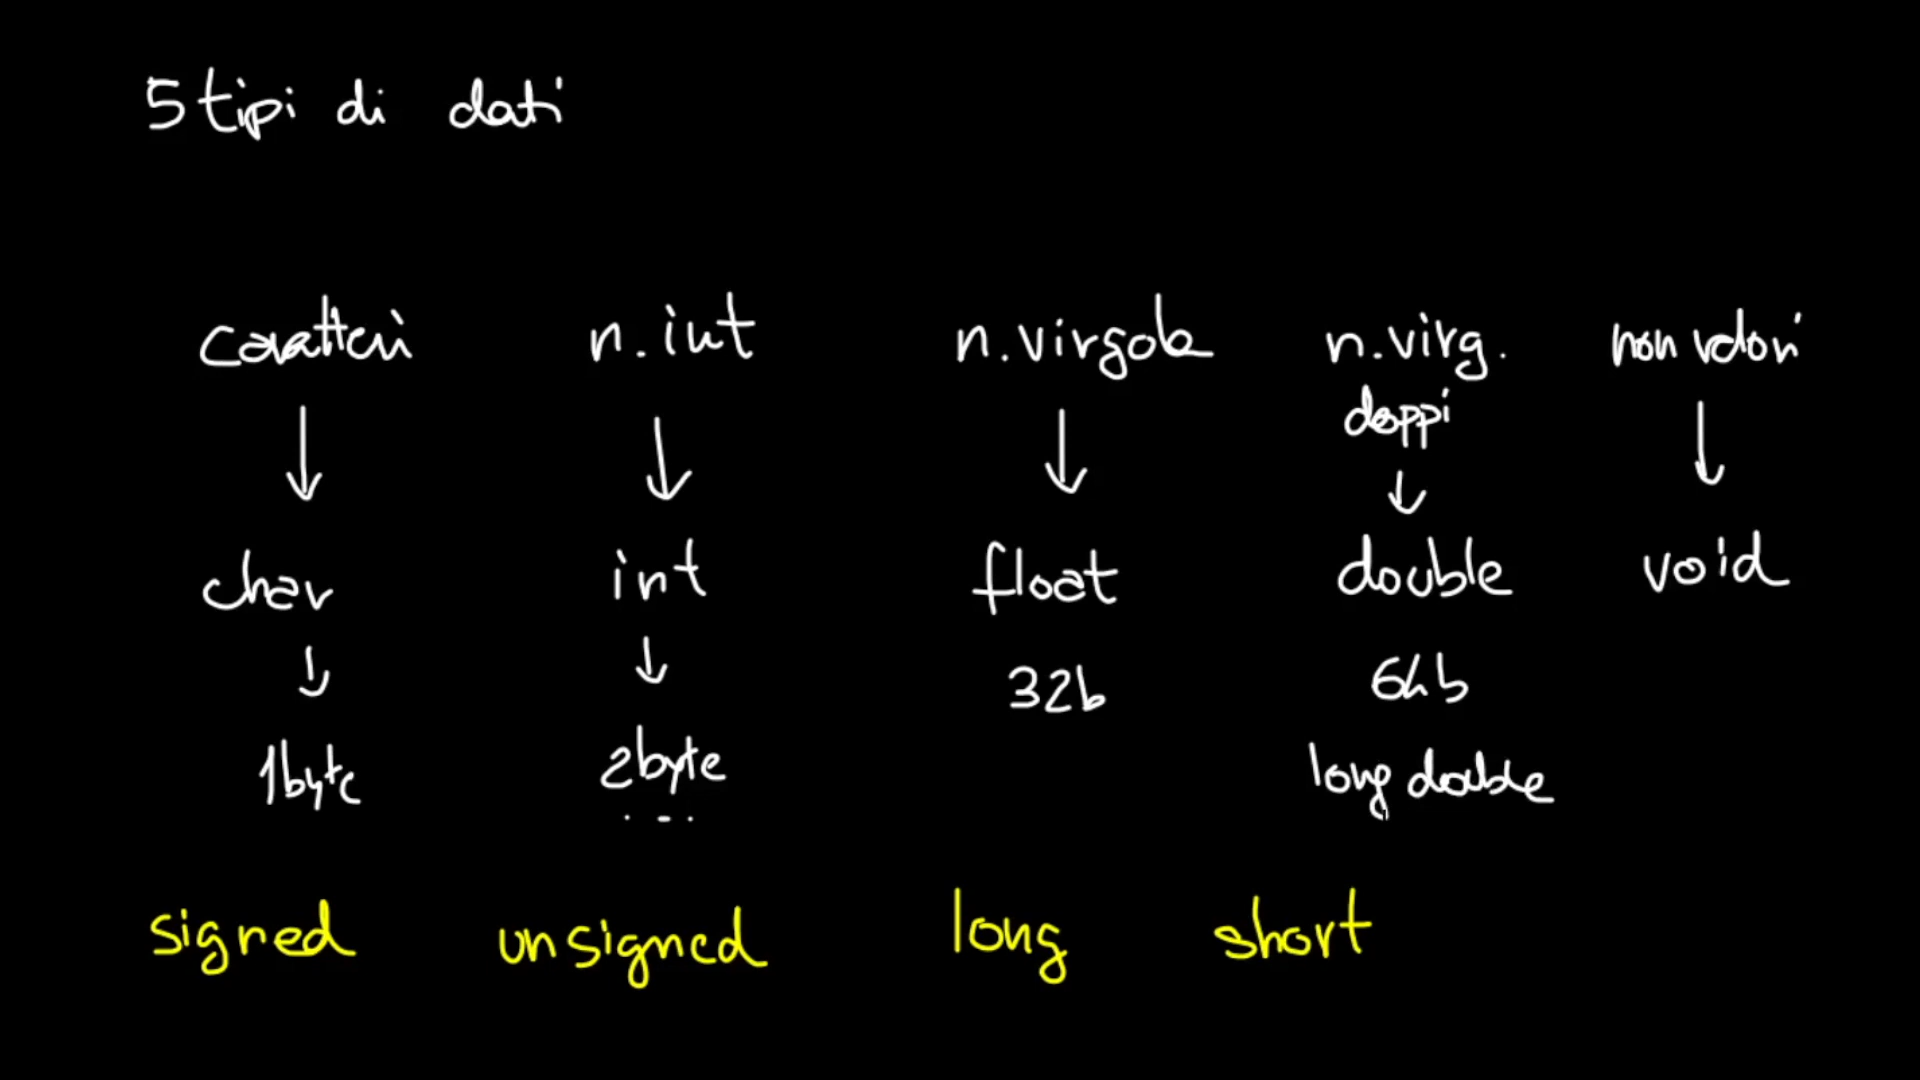 5 tipi di dati
caratteri n. int n. virgola n. virg. non valori
doppi
char int float double void
1byte 2byte 32b 64b
... long double
signed unsigned long short